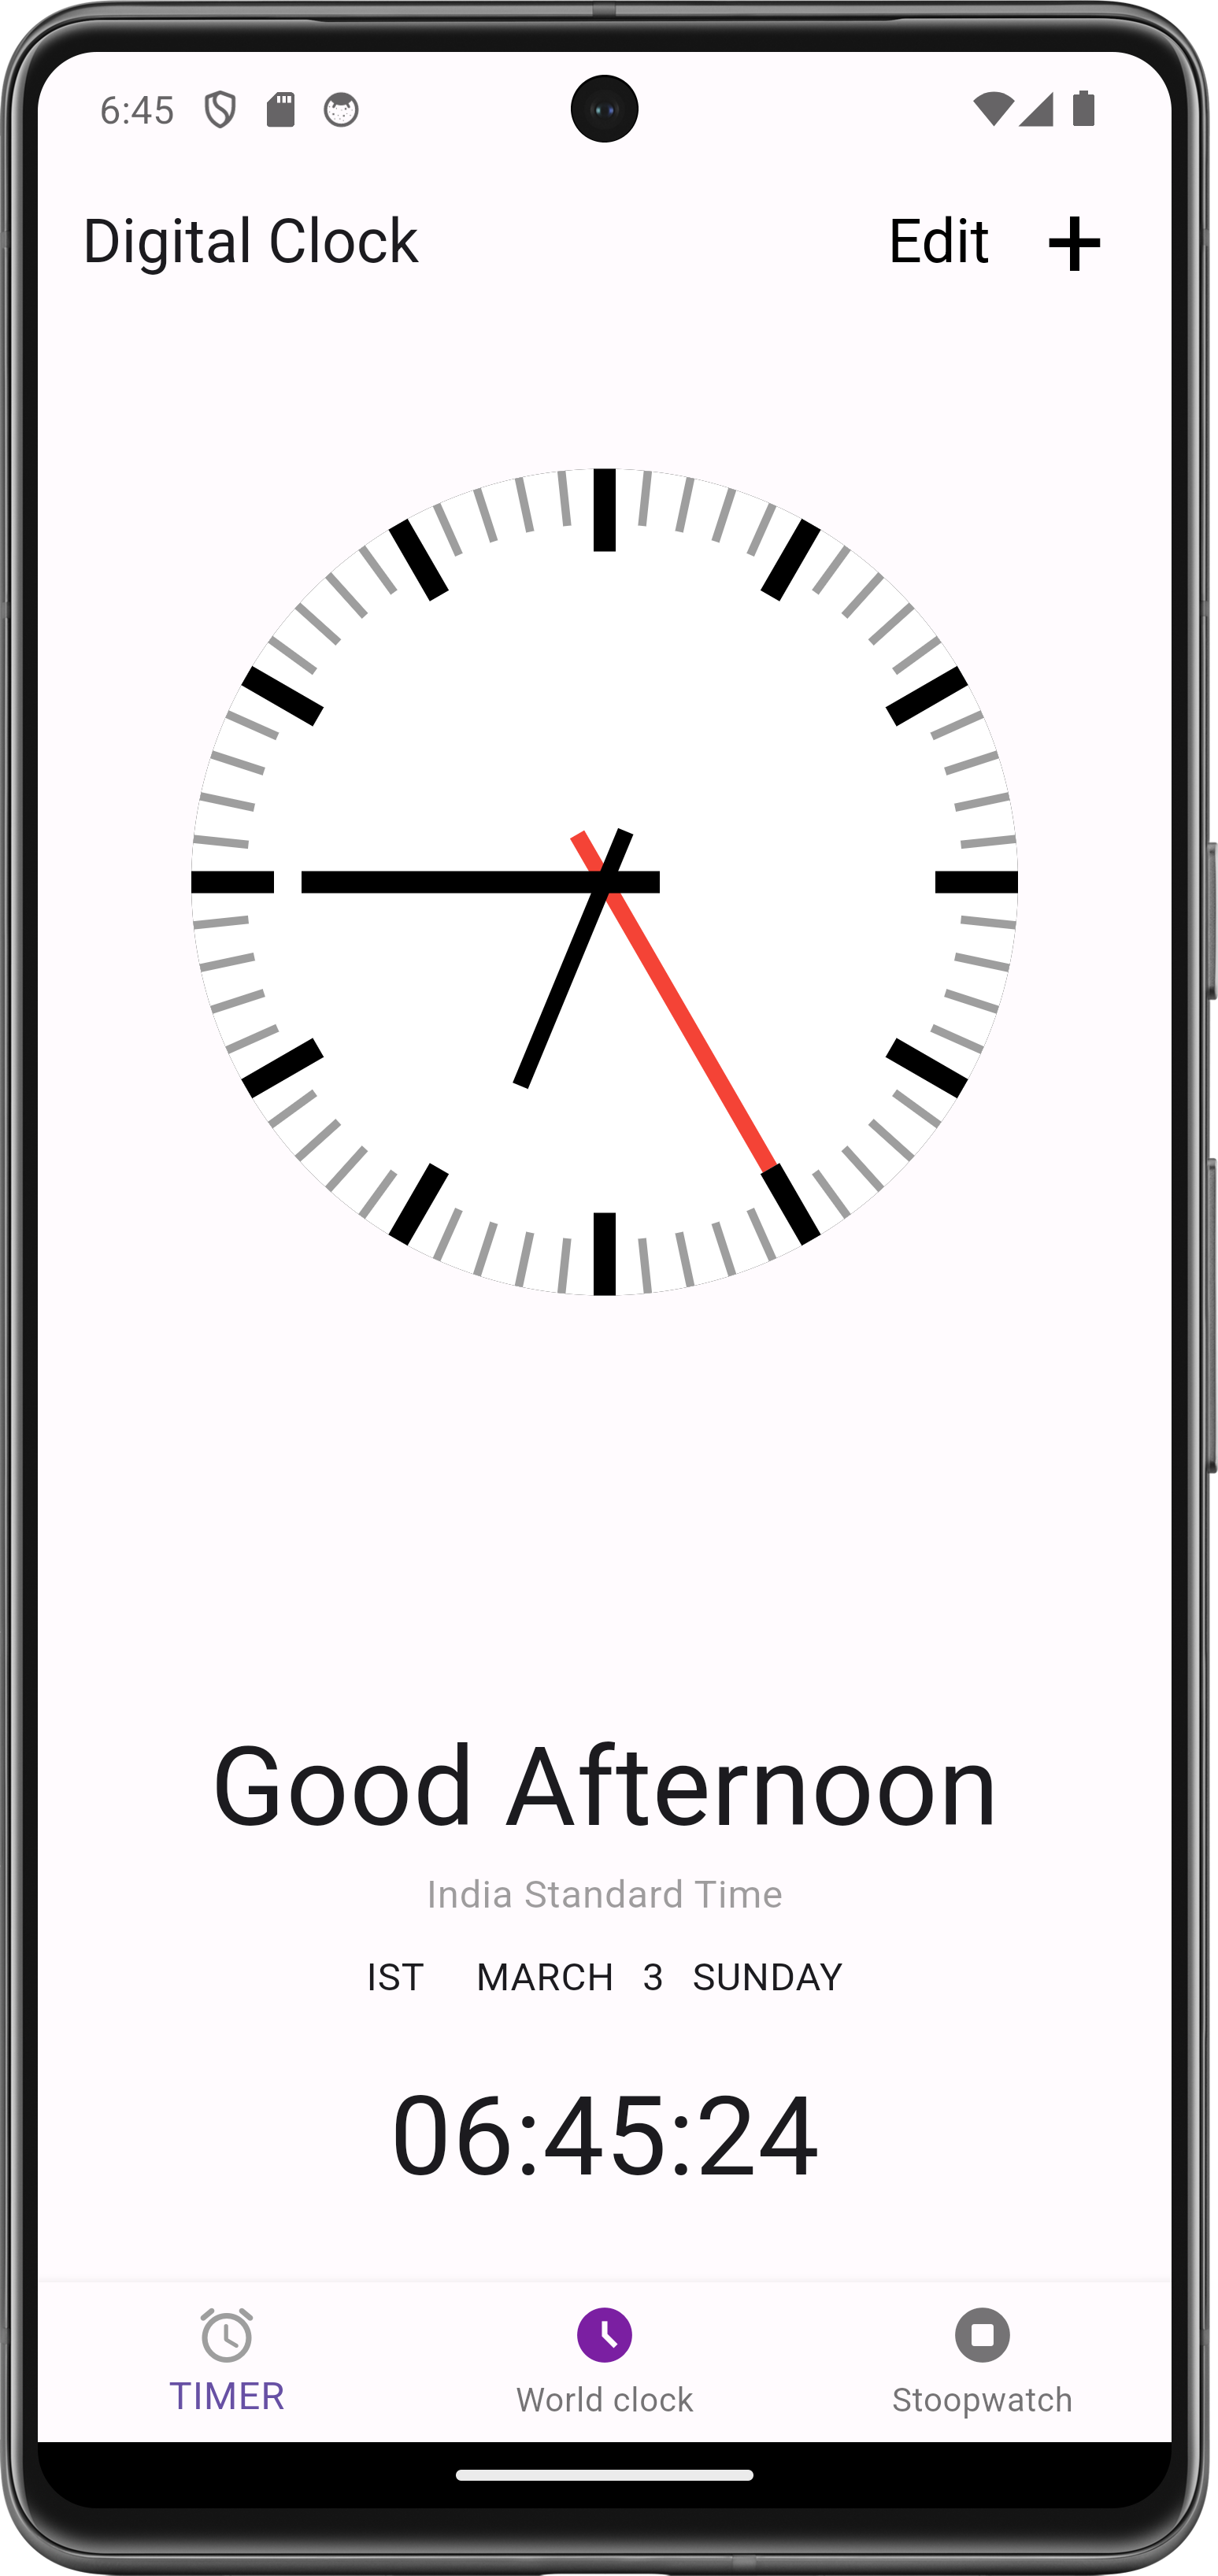 6:45
Digital Clock Edit +
Good Afternoon
India Standard Time
IST MARCH 3 SUNDAY
06:45:24
TIMER World clock Stoopwatch